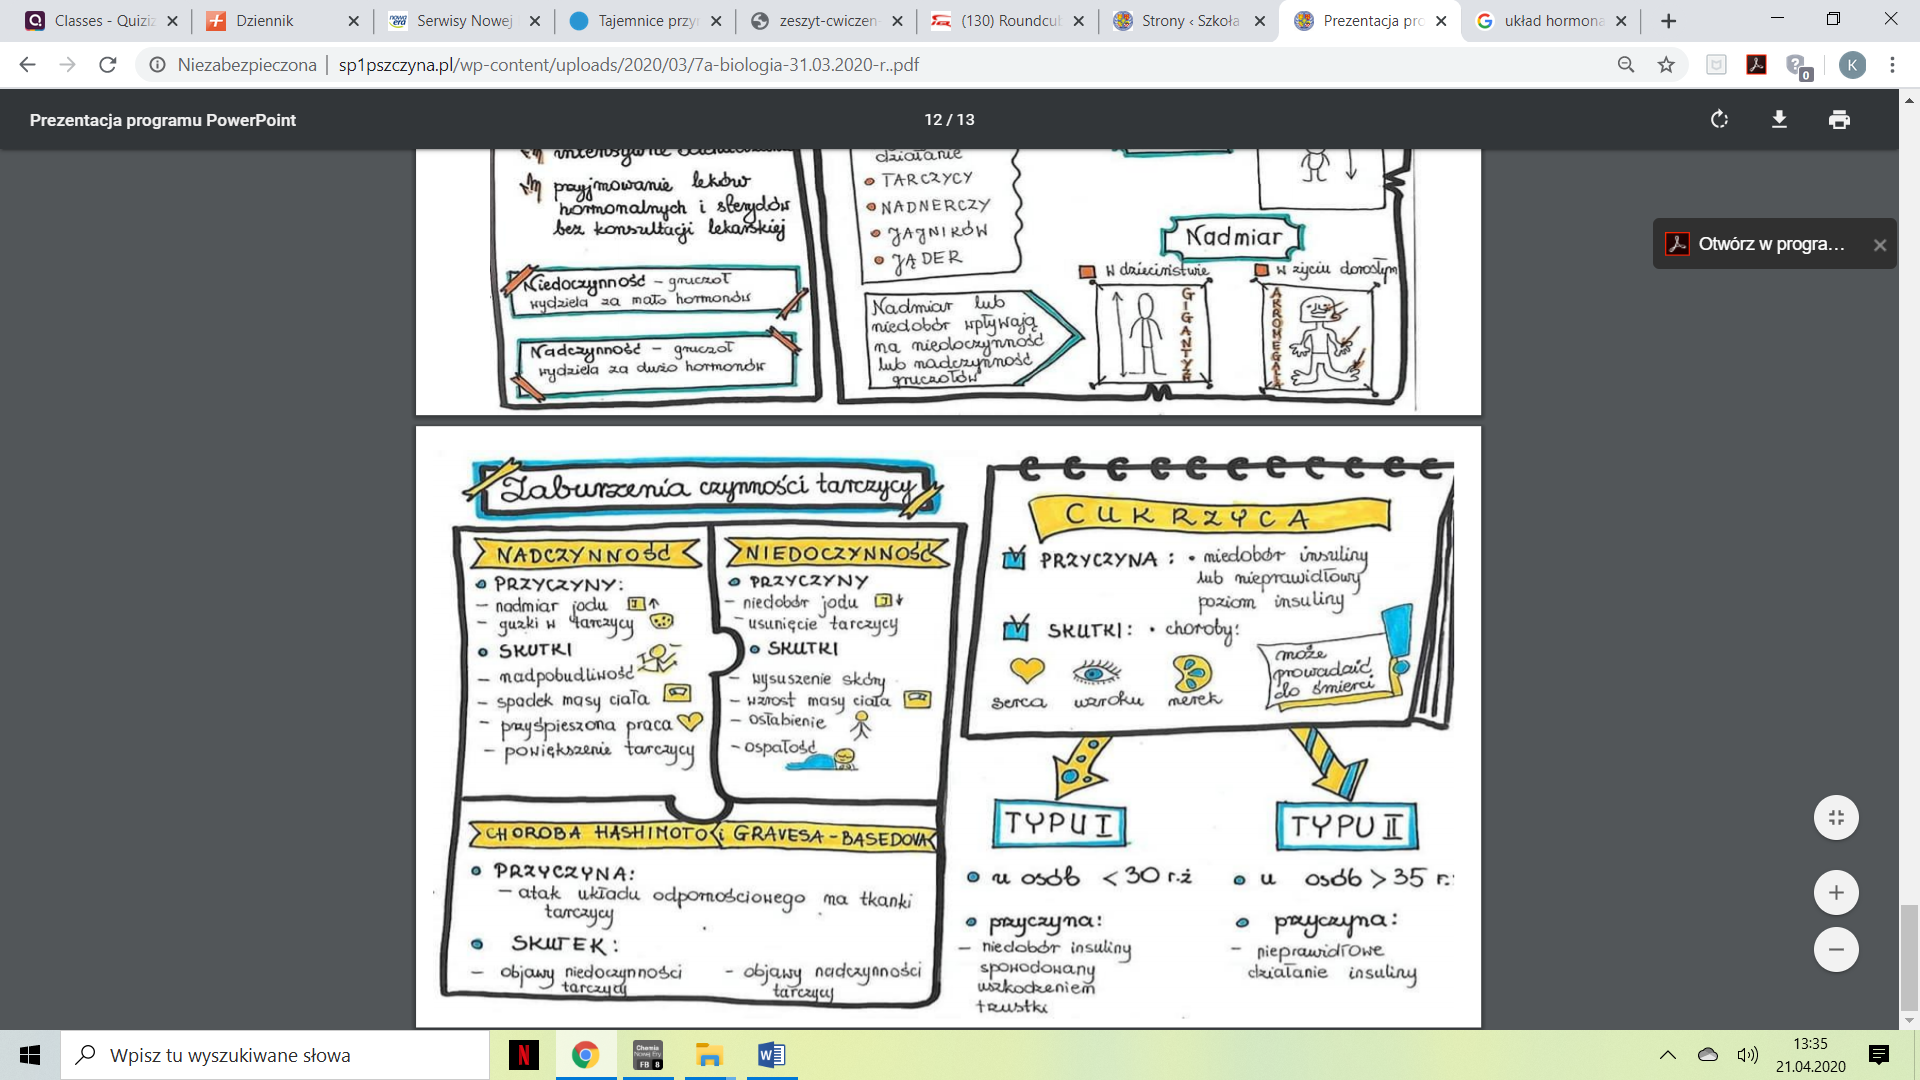 Classes - Quiziz
Dziennik
Serwisy Nowej
Tajemnice przy
zeszyt-cwiczen
(130) Roundcub
Strony ‹ Szkoła
Prezentacja pro
układ hormona
Niezabezpieczona
sp1pszczyna.pl/wp-content/uploads/2020/03/7a-biologia-31.03.2020-r..pdf
K
0
Prezentacja programu PowerPoint
12 / 13
Otwórz w progra...
przyjmowanie leków
hormonalnych i sterydów
bez konsultacji lekarskiej
Niedoczynność – gruczoł
wydziela za mało hormonów
Nadczynność – gruczoł
wydziela za dużo hormonów
działanie
TARCZYCY
NADNERCZY
JAJNIKÓW
JĄDER
Nadmiar lub
niedobór wpływają
na niedoczynność
lub nadczynność
gruczołów
Nadmiar
W dzieciństwie
W życiu dorosłym
GIGANTYZM
AKROMEGALIA
Zaburzenia czynności tarczycy
NADCZYNNOŚĆ
PRZYCZYNY:
– nadmiar jodu
– guzki w tarczycy
SKUTKI
– nadpobudliwość
– spadek masy ciała
– przyśpieszona praca
– powiększenie tarczycy
NIEDOCZYNNOŚĆ
PRZYCZYNY
– niedobór jodu
– usunięcie tarczycy
SKUTKI
– wysuszenie skóry
– wzrost masy ciała
– osłabienie
– ospałość
CHOROBA HASHIMOTO i GRAVESA – BASEDOWA
PRZYCZYNA:
– atak układu odpornościowego na tkanki
tarczycy
SKUTEK:
– objawy niedoczynności
tarczycy
– objawy nadczynności
tarczycy
CUKRZYCA
PRZYCZYNA: • niedobór insuliny
lub nieprawidłowy
poziom insuliny
SKUTKI: • choroby:
serca wzroku nerek
może
prowadzić
do śmierci
TYPU I
u osób < 30 r.ż
przyczyna:
– niedobór insuliny
spowodowany
uszkodzeniem
trzustki
TYPU II
u osób > 35 r.
przyczyna:
– nieprawidłowe
działanie insuliny
Wpisz tu wyszukiwane słowa
13:35
21.04.2020